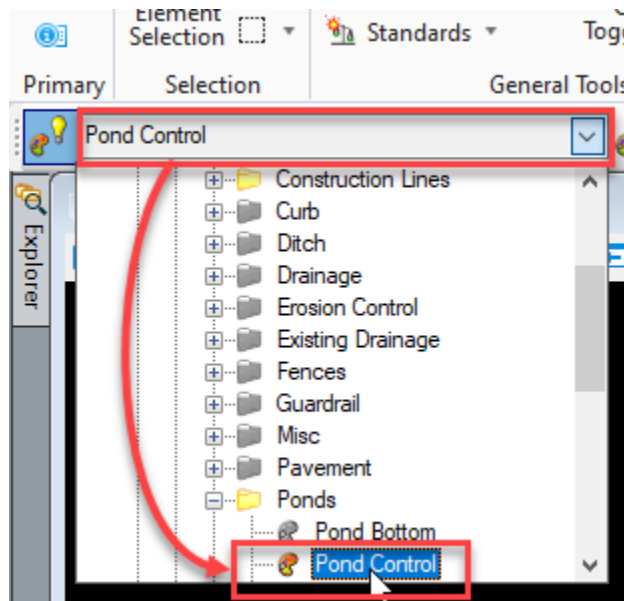 Element
Selection
Standards
Togg
Primary
Selection
General Tools
Pond Control
Explorer
Construction Lines
Curb
Ditch
Drainage
Erosion Control
Existing Drainage
Fences
Guardrail
Misc
Pavement
Ponds
Pond Bottom
Pond Control